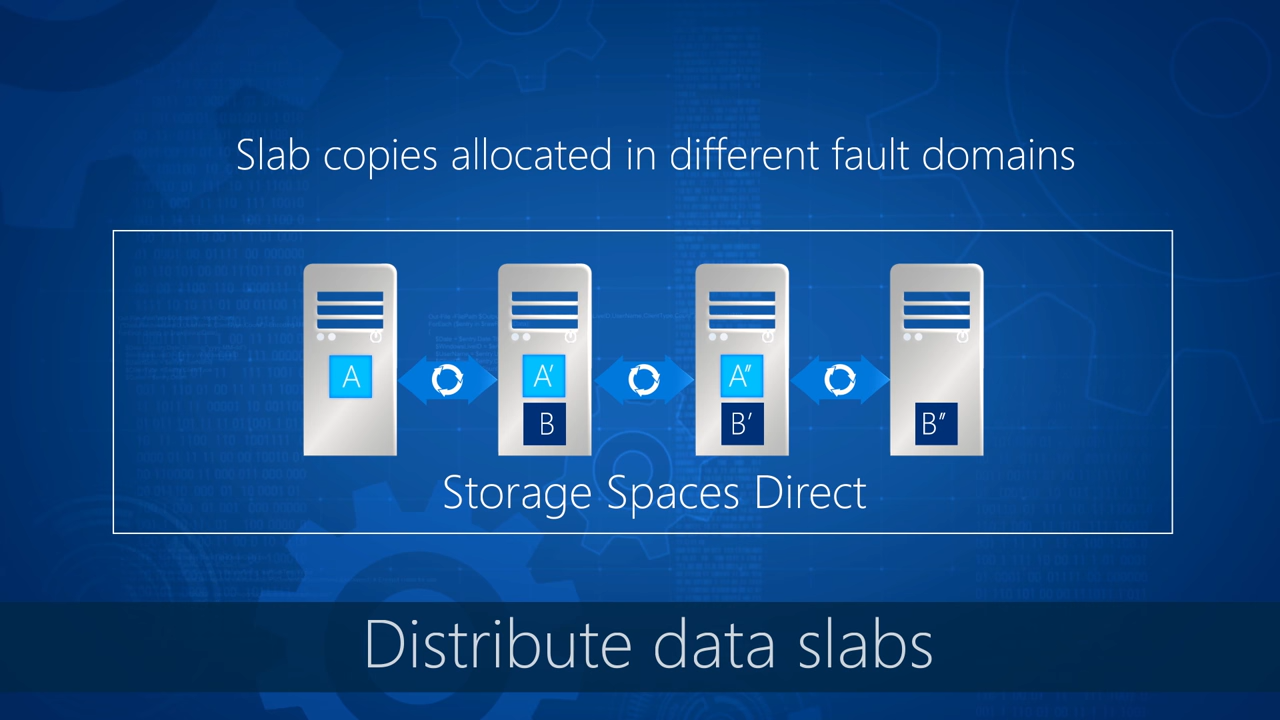 Slab copies allocated in different fault domains
A
A′
A″
B
B′
B″
Storage Spaces Direct
Distribute data slabs